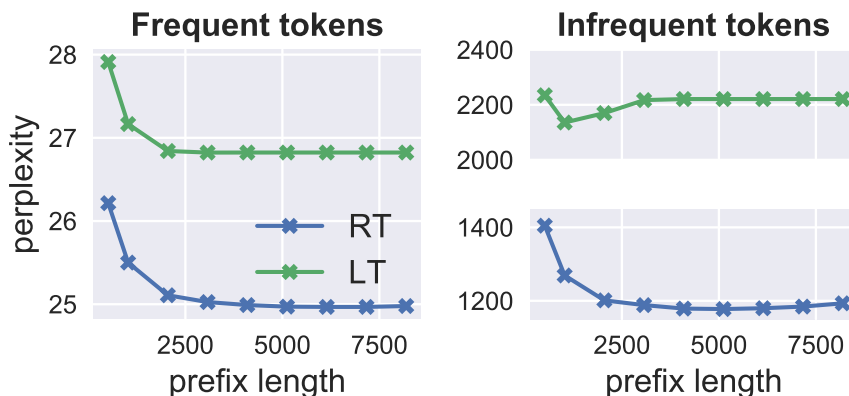 Frequent tokens
Infrequent tokens
perplexity
28
27
26
25
RT
LT
2500
5000
7500
prefix length
2400
2200
2000
1400
1200
2500
5000
7500
prefix length